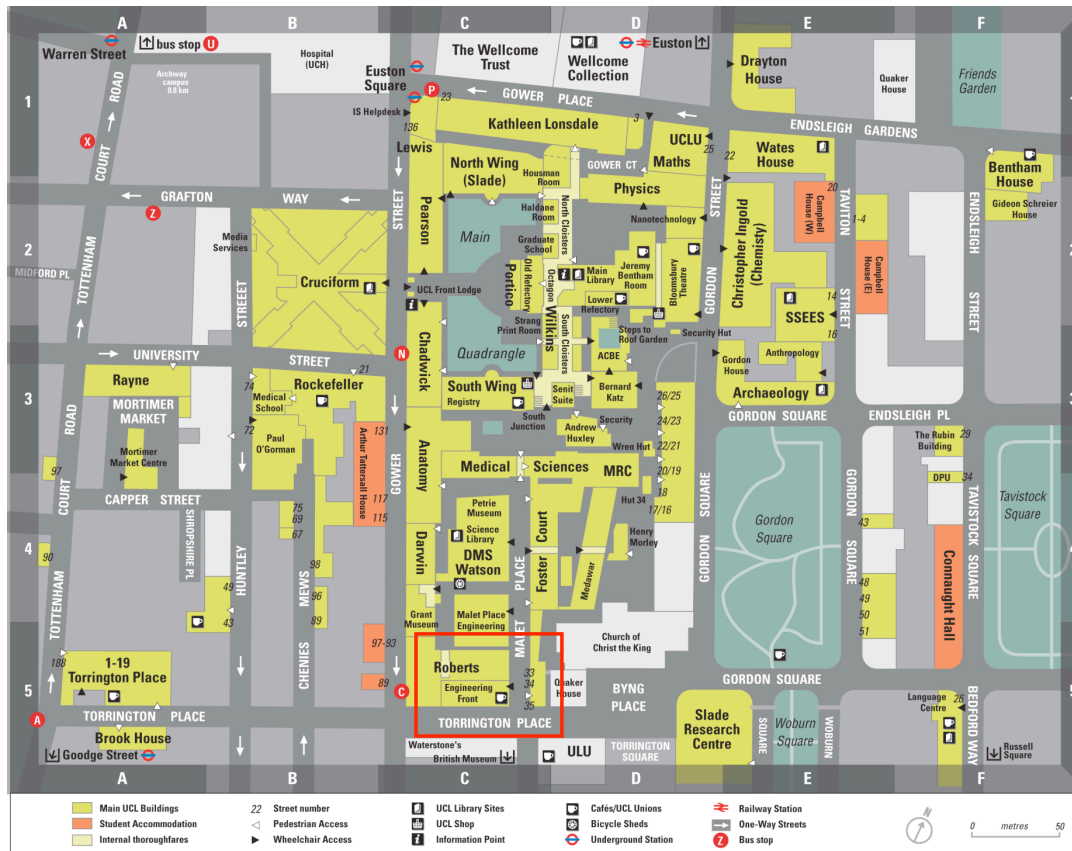 A B C D E F
Warren Street
bus stop U
Hospital
(UCH)
Euston
Square
The Wellcome
Trust
Wellcome
Collection
Euston
Drayton
House
Quaker
House
Friends
Garden
1
Archway
campus
0.8 km
ROAD
X
COURT
P
23
GOWER PLACE
IS Helpdesk
136
Kathleen Lonsdale
3
UCLU
Maths
25
22
ENDSLEIGH GARDENS
Wates
House
Lewis
North Wing
(Slade)
GOWER CT
Housman
Room
Physics
STREET
20
Campbell
House (W)
TAVITON
Bentham
House
Gideon Schreier
House
GRAFTON WAY
Z
STREET
Pearson
Haldane
Room
North Cloisters
Nanotechnology
1-4
ENDSLEIGH
2
Media
Services
Main
Graduate
School
Christopher Ingold
(Chemisty)
Campbell
House (E)
MIDFORD PL
TOTTENHAM
Cruciform
UCL Front Lodge
Portico
Old Refectory
Octagon
Main
Library
Jeremy
Bentham
Room
Bloomsbury
Theatre
GORDON
14
SSEES
16
STREET
STREET
STREEET
Lower
Refectory
Wilkins
Strang
Print Room
South Cloisters
Steps to
Roof Garden
Security Hut
UNIVERSITY STREET
N
Chadwick
Quadrangle
ACBE
Gordon
House
Anthropology
3
Rayne
74
Medical
School
Rockefeller
21
South Wing
Registry
Senit
Suite
Bernard
Katz
Archaeology
26/25
MORTIMER
MARKET
72
Paul
O'Gorman
131
Arthur Tattersall House
South
Junction
Security
Andrew
Huxley
24/23
GORDON SQUARE
ENDSLEIGH PL
ROAD
Mortimer
Market Centre
GOWER
Anatomy
Wren Hut
22/21
The Rubin
Building
29
97
COURT
Medical
Sciences
MRC
20/19
DPU
34
CAPPER STREET
117
115
Petrie
Museum
Hut 34
18
17/16
SQUARE
GORDON
Tavistock
Square
TAVISTOCK
75
69
67
SHROPSHIRE PL
Science
Library
Court
Gordon
Square
43
4
90
HUNTLEY
Darwin
DMS
Watson
PLACE
Foster
Henry
Morley
Medawar
GORDON
SQUARE
SQUARE
98
49
43
MEWS
96
89
Grant
Museum
Malet Place
Engineering
MALET
48
49
50
51
Connaught Hall
TOTTENHAM
CHENIES
97-93
Church of
Christ the King
188
1-19
Torrington Place
89
C
Roberts
Engineering
Front
33
34
35
Quaker
House
BYNG
PLACE
GORDON SQUARE
5
A
TORRINGTON PLACE
TORRINGTON PLACE
Slade
Research
Centre
SQUARE
Woburn
Square
WOBURN
Language
Centre
26
BEDFORD WAY
Brook House
Goodge Street
Waterstone's
British Museum
ULU
TORRINGTON
SQUARE
Russell
Square
A B C D E F
Main UCL Buildings
Student Accommodation
Internal thoroughfares
22 Street number
Pedestrian Access
Wheelchair Access
UCL Library Sites
UCL Shop
Information Point
Cafés/UCL Unions
Bicycle Sheds
Underground Station
Railway Station
One-Way Streets
Z Bus stop
N
0 metres 50